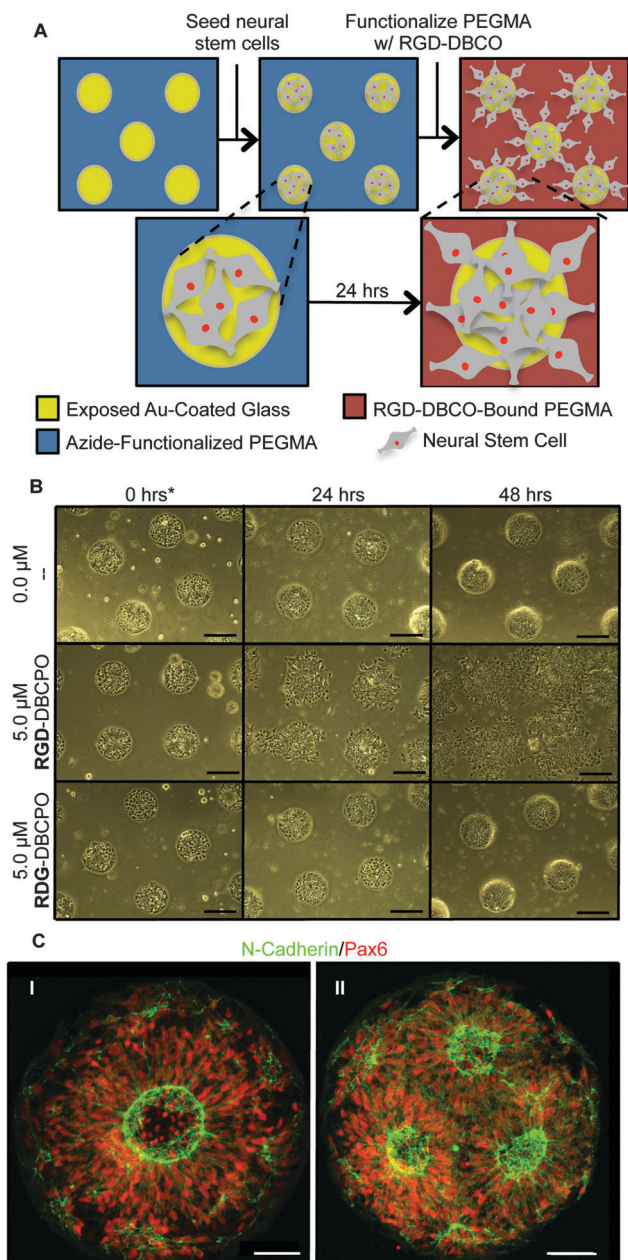 A
Seed neural
stem cells
Functionalize PEGMA
w/ RGD-DBCO
24 hrs
Exposed Au-Coated Glass
RGD-DBCO-Bound PEGMA
Azide-Functionalized PEGMA
Neural Stem Cell
B
0 hrs*
24 hrs
48 hrs
0.0 µM
--
5.0 µM
RGD-DBCPO
5.0 µM
RDG-DBCPO
C
N-Cadherin/Pax6
I
II